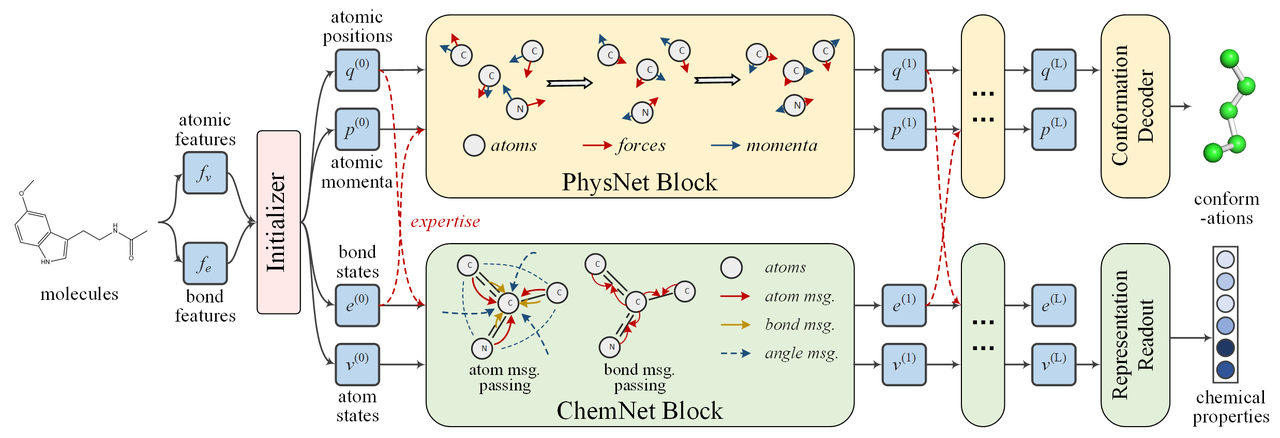 molecules
O
H
N
O
HN
atomic
features
f_v
f_e
bond
features
Initializer
atomic
positions
q^(0)
p^(0)
atomic
momenta
expertise
bond
states
e^(0)
v^(0)
atom
states
C
C
C
N
C
C
C
N
C
C
C
N
atoms
forces
momenta
PhysNet Block
C
C
C
N
atom msg.
passing
C
C
C
N
bond msg.
passing
atoms
atom msg.
bond msg.
angle msg.
ChemNet Block
q^(1)
p^(1)
e^(1)
v^(1)
...
...
...
...
q^(L)
p^(L)
e^(L)
v^(L)
Conformation
Decoder
Representation
Readout
conform
-ations
chemical
properties